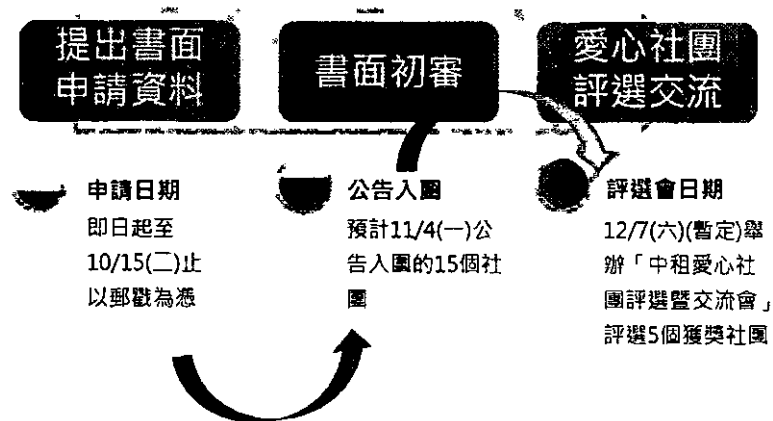 提出書面
申請資料
書面初審
愛心社團
評選交流
申請日期
即日起至
10/15(二)止
以郵戳為憑
公告入圍
預計11/4(一)公
告入圍的15個社
團
評選會日期
12/7(六)(暫定)舉
辦「中租愛心社
團評選暨交流會」
評選5個獲獎社團